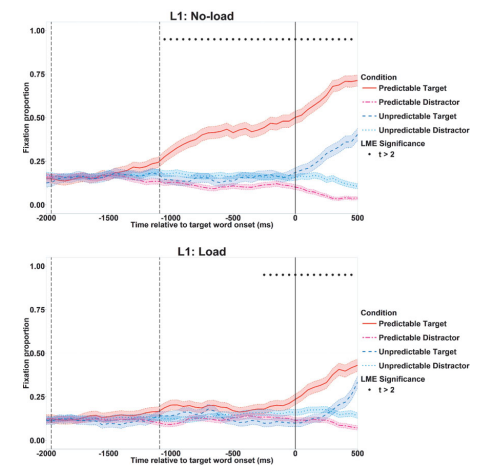 L1: No-load
1.00
0.75
0.50
0.25
0.00
Fixation proportion
-2000 -1500 -1000 -500 0 500
Time relative to target word onset (ms)
Condition
Predictable Target
Predictable Distractor
Unpredictable Target
Unpredictable Distractor
LME Significance
t > 2
L1: Load
1.00
0.75
0.50
0.25
0.00
Fixation proportion
-2000 -1500 -1000 -500 0 500
Time relative to target word onset (ms)
Condition
Predictable Target
Predictable Distractor
Unpredictable Target
Unpredictable Distractor
LME Significance
t > 2